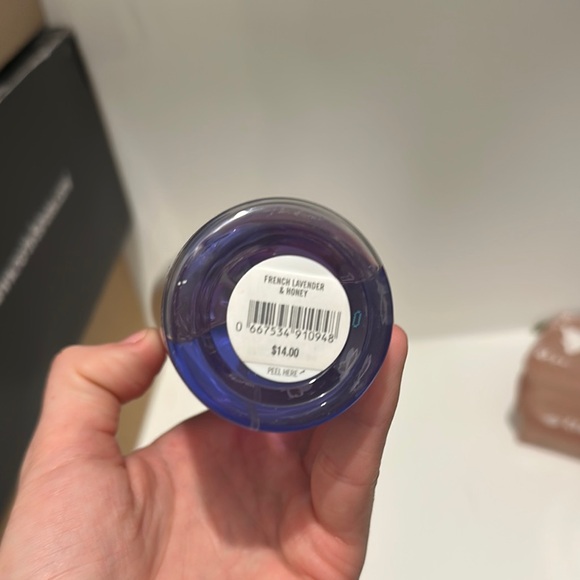 FRENCH LAVENDER
& HONEY
0 667534 910948
$14.00
PEEL HERE